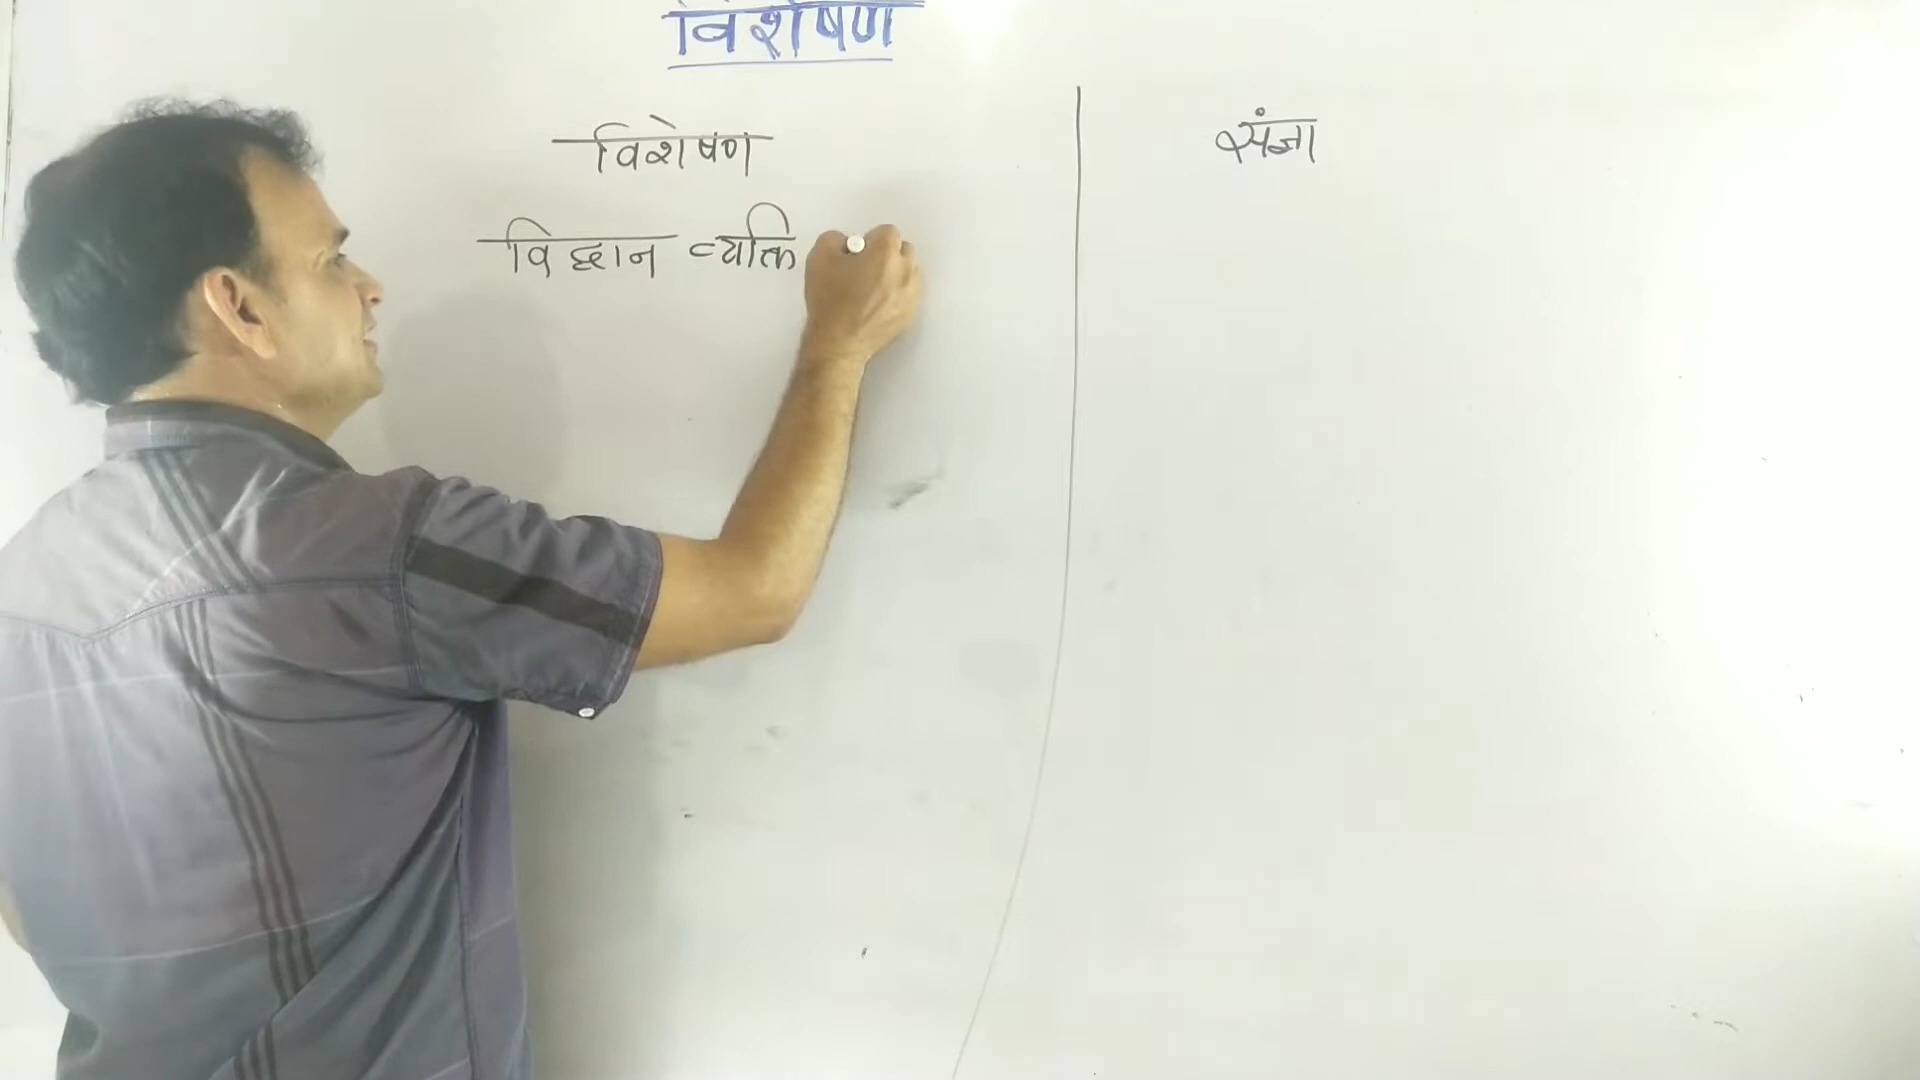 विशेषण
विशेषण
संज्ञा
विद्वान व्यक्ति